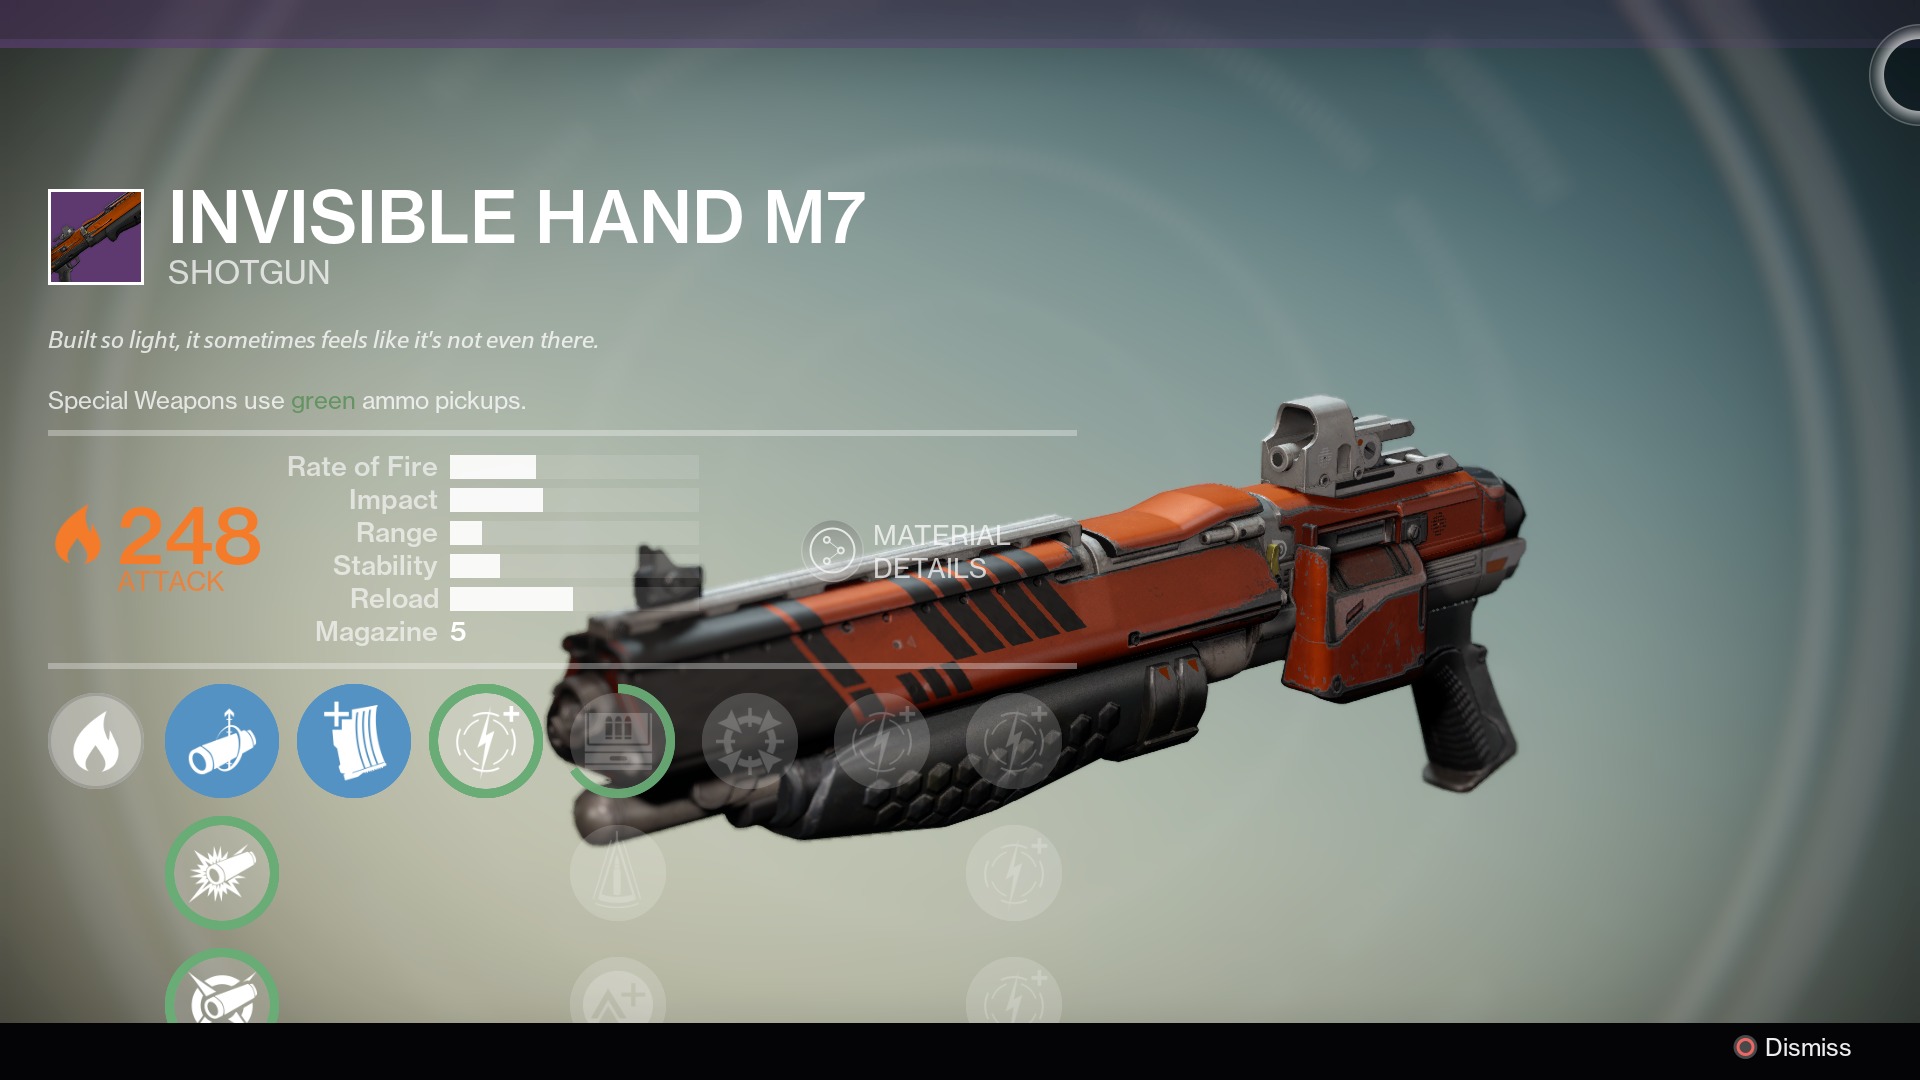 INVISIBLE HAND M7
SHOTGUN
Built so light, it sometimes feels like it's not even there.
Special Weapons use green ammo pickups.
248
ATTACK
Rate of Fire
Impact
Range
Stability
Reload
Magazine 5
MATERIAL
DETAILS
Dismiss